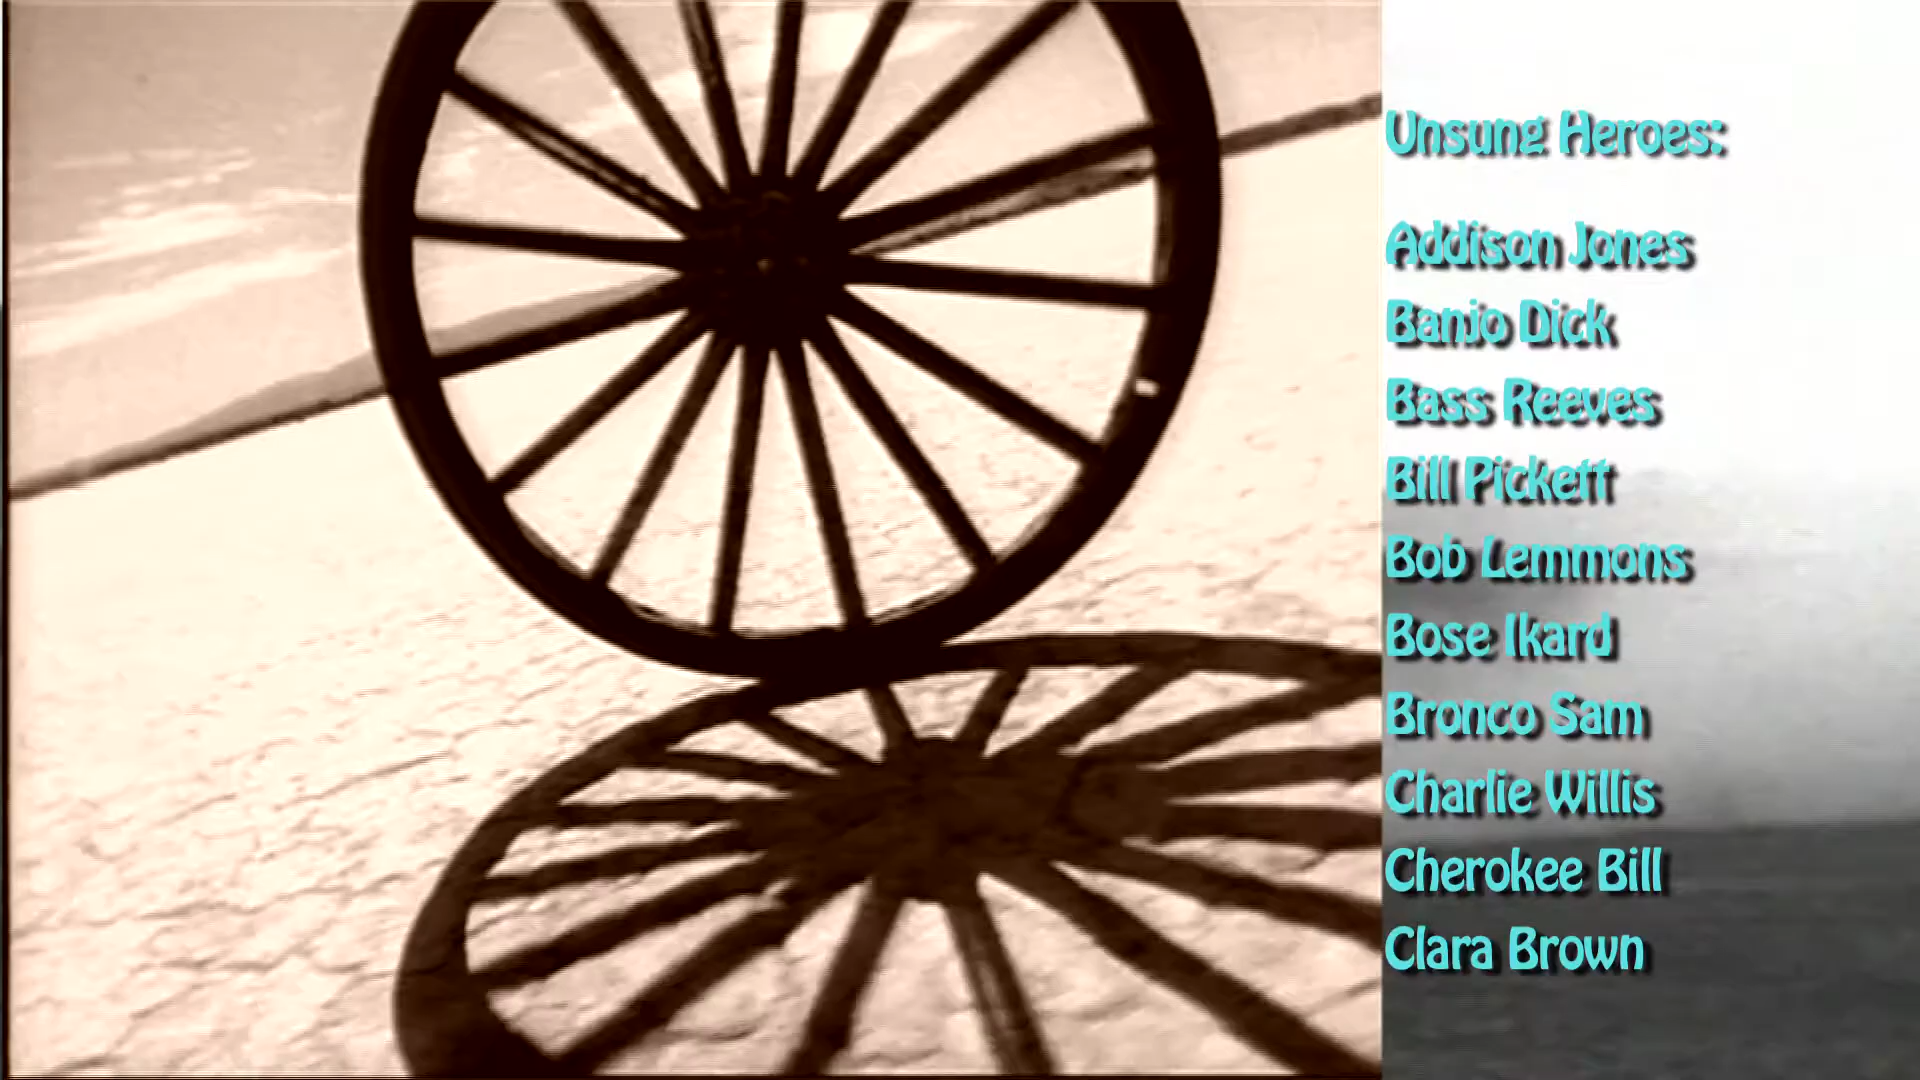 Unsung Heroes:
Addison Jones
Banjo Dick
Bass Reeves
Bill Pickett
Bob Lemmons
Bose Ikard
Bronco Sam
Charlie Willis
Cherokee Bill
Clara Brown